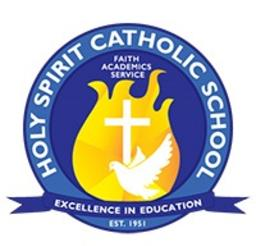 HOLY SPIRIT CATHOLIC SCHOOL
FAITH
ACADEMICS
SERVICE
EXCELLENCE IN EDUCATION
EST. 1951